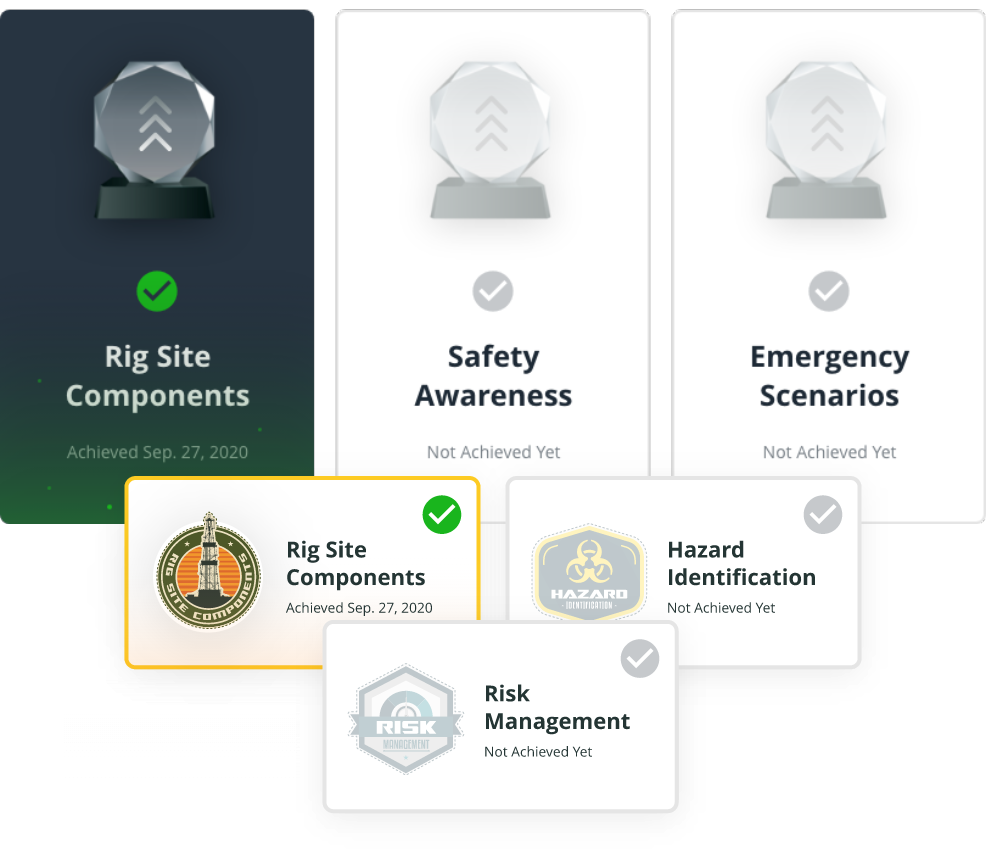 Rig Site
Components
Achieved Sep. 27, 2020
Safety
Awareness
Not Achieved Yet
Emergency
Scenarios
Not Achieved Yet
RIG SITE COMPONENTS
Rig Site
Components
Achieved Sep. 27, 2020
HAZARD
- IDENTIFICATION -
Hazard
Identification
Not Achieved Yet
RISK
MANAGEMENT
Risk
Management
Not Achieved Yet